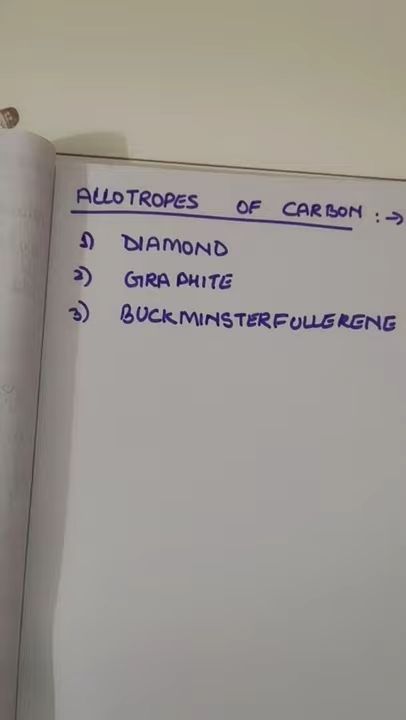 ALLOTROPES OF CARBON :→
1) DIAMOND
2) GRAPHITE
3) BUCKMINSTERFULLERENE